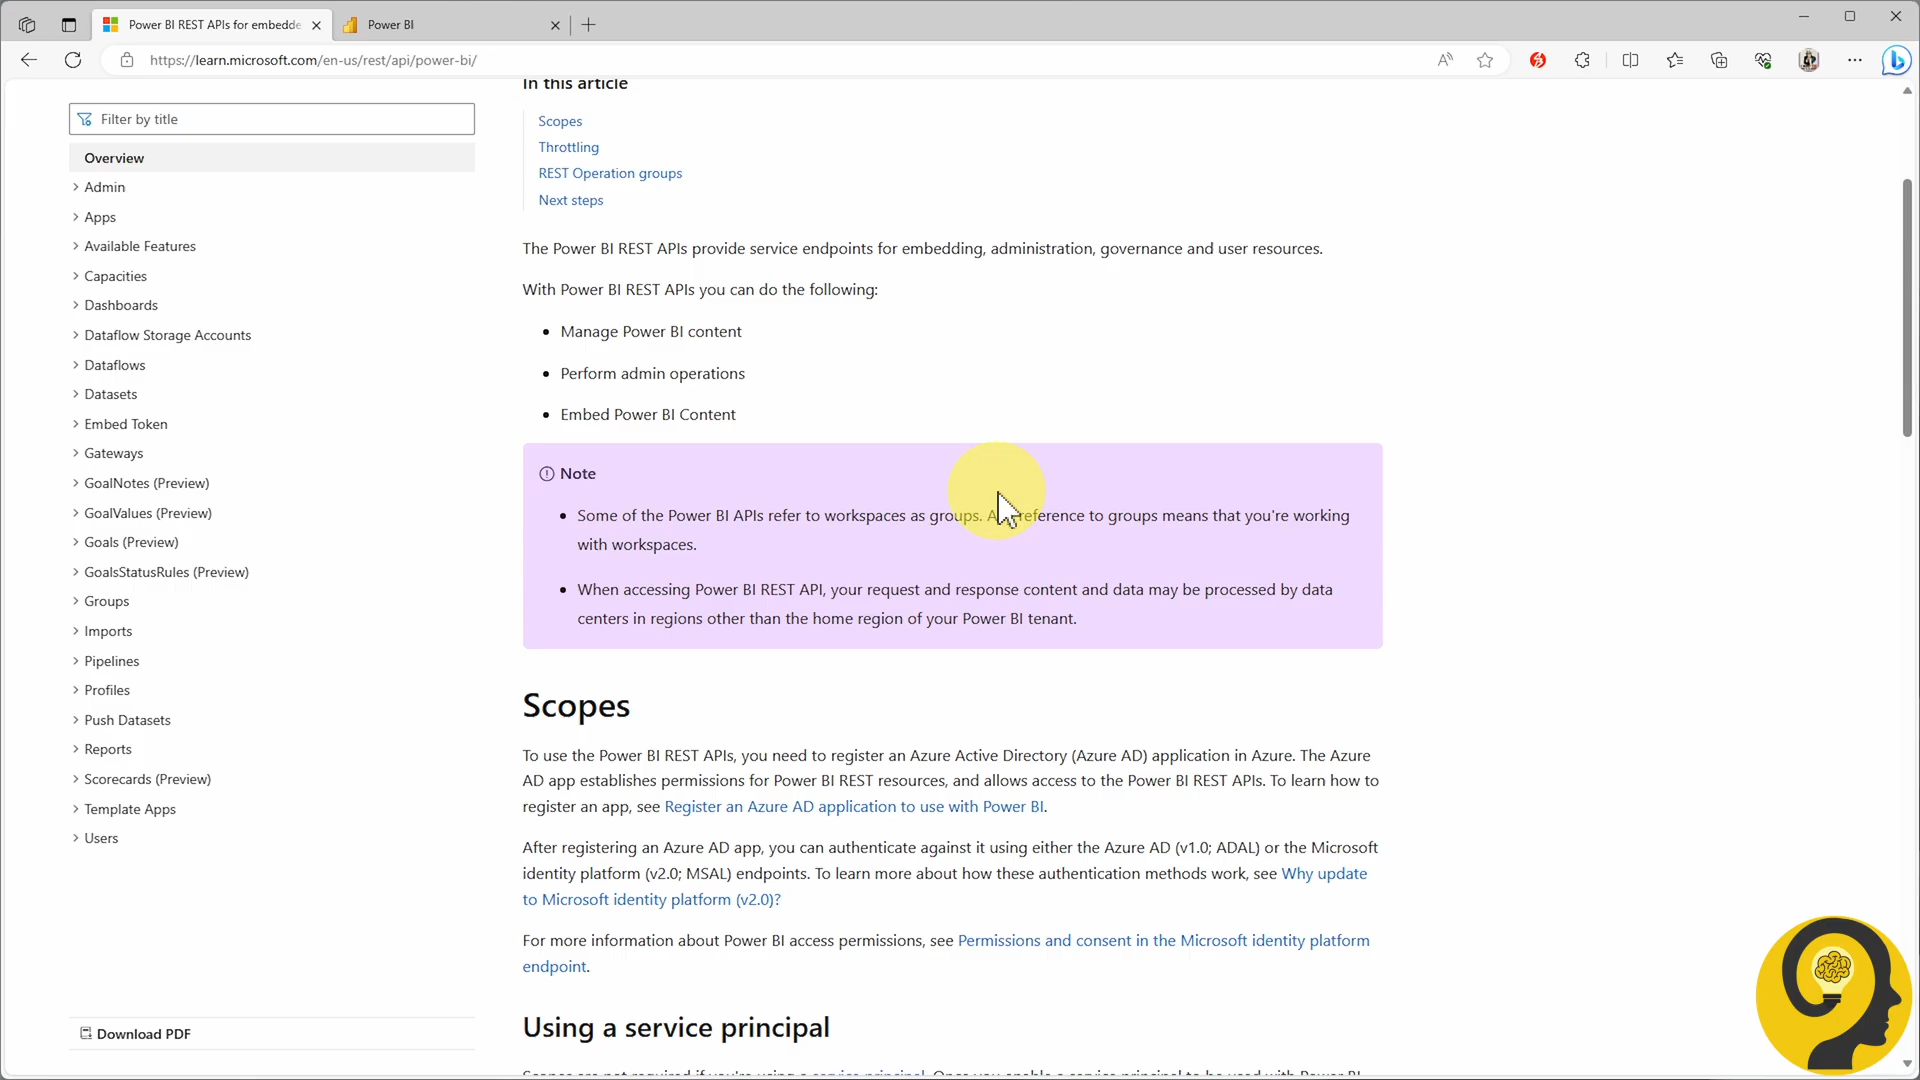 Power BI REST APIs for embedde
Power BI
https://learn.microsoft.com/en-us/rest/api/power-bi/
In this article
Filter by title
Overview
Admin
Apps
Available Features
Capacities
Dashboards
Dataflow Storage Accounts
Dataflows
Datasets
Embed Token
Gateways
GoalNotes (Preview)
GoalValues (Preview)
Goals (Preview)
GoalsStatusRules (Preview)
Groups
Imports
Pipelines
Profiles
Push Datasets
Reports
Scorecards (Preview)
Template Apps
Users
Download PDF
Scopes
Throttling
REST Operation groups
Next steps
The Power BI REST APIs provide service endpoints for embedding, administration, governance and user resources.
With Power BI REST APIs you can do the following:
• Manage Power BI content
• Perform admin operations
• Embed Power BI Content
Note
• Some of the Power BI APIs refer to workspaces as groups. reference to groups means that you're working
with workspaces.
• When accessing Power BI REST API, your request and response content and data may be processed by data
centers in regions other than the home region of your Power BI tenant.
Scopes
To use the Power BI REST APIs, you need to register an Azure Active Directory (Azure AD) application in Azure. The Azure
AD app establishes permissions for Power BI REST resources, and allows access to the Power BI REST APIs. To learn how to
register an app, see Register an Azure AD application to use with Power BI.
After registering an Azure AD app, you can authenticate against it using either the Azure AD (v1.0; ADAL) or the Microsoft
identity platform (v2.0; MSAL) endpoints. To learn more about how these authentication methods work, see Why update
to Microsoft identity platform (v2.0)?
For more information about Power BI access permissions, see Permissions and consent in the Microsoft identity platform
endpoint.
Using a service principal